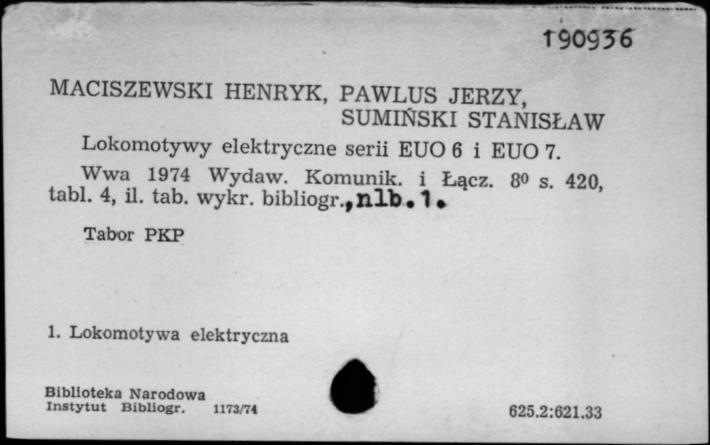 190936
MACISZEWSKI HENRYK, PAWLUS JERZY,
SUMIŃSKI STANISŁAW
Lokomotywy elektryczne serii EUO 6 i EUO 7.
Wwa 1974 Wydaw. Komunik. i Łącz. 8º s. 420,
tabl. 4, il. tab. wykr. bibliogr., nlb. 1.
Tabor PKP
1. Lokomotywa elektryczna
Biblioteka Narodowa
Instytut Bibliogr. 1173/74
625.2:621.33